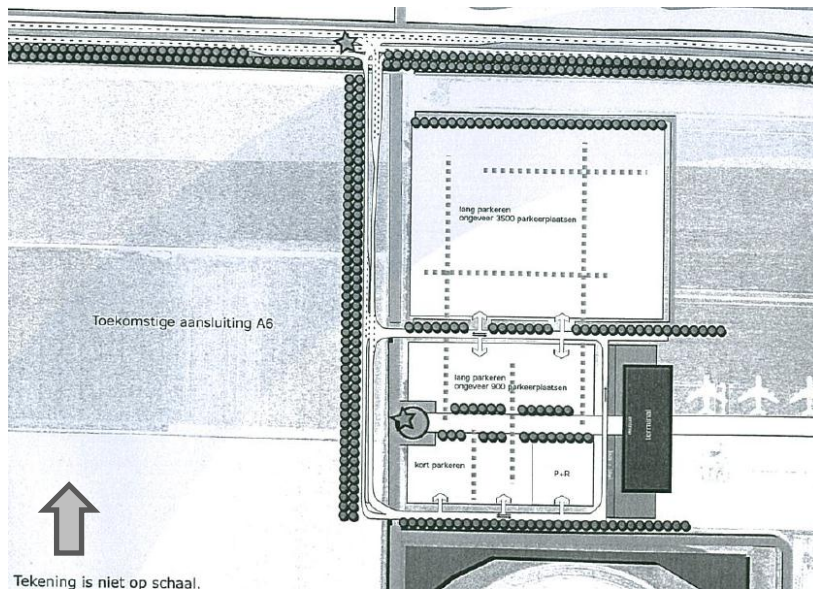 lang parkeren
ongeveer 3500 parkeerplaatsen
Toekomstige aansluiting A6
lang parkeren
ongeveer 900 parkeerplaatsen
terminal
kort parkeren
P+R
Tekening is niet op schaal.